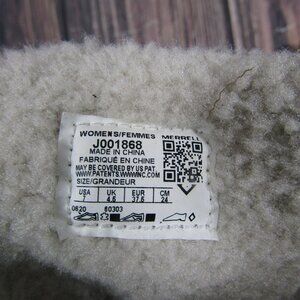 WOMENS/FEMMES MERRELL
J001868
MADE IN CHINA
FABRIQUÉ EN CHINE
MAY BE COVERED BY US PAT
WWW.PATENTS.WWWINC.COM
SIZE/GRANDEUR
USA UK EUR CM
7 4.5 37.5 24
0620 60303